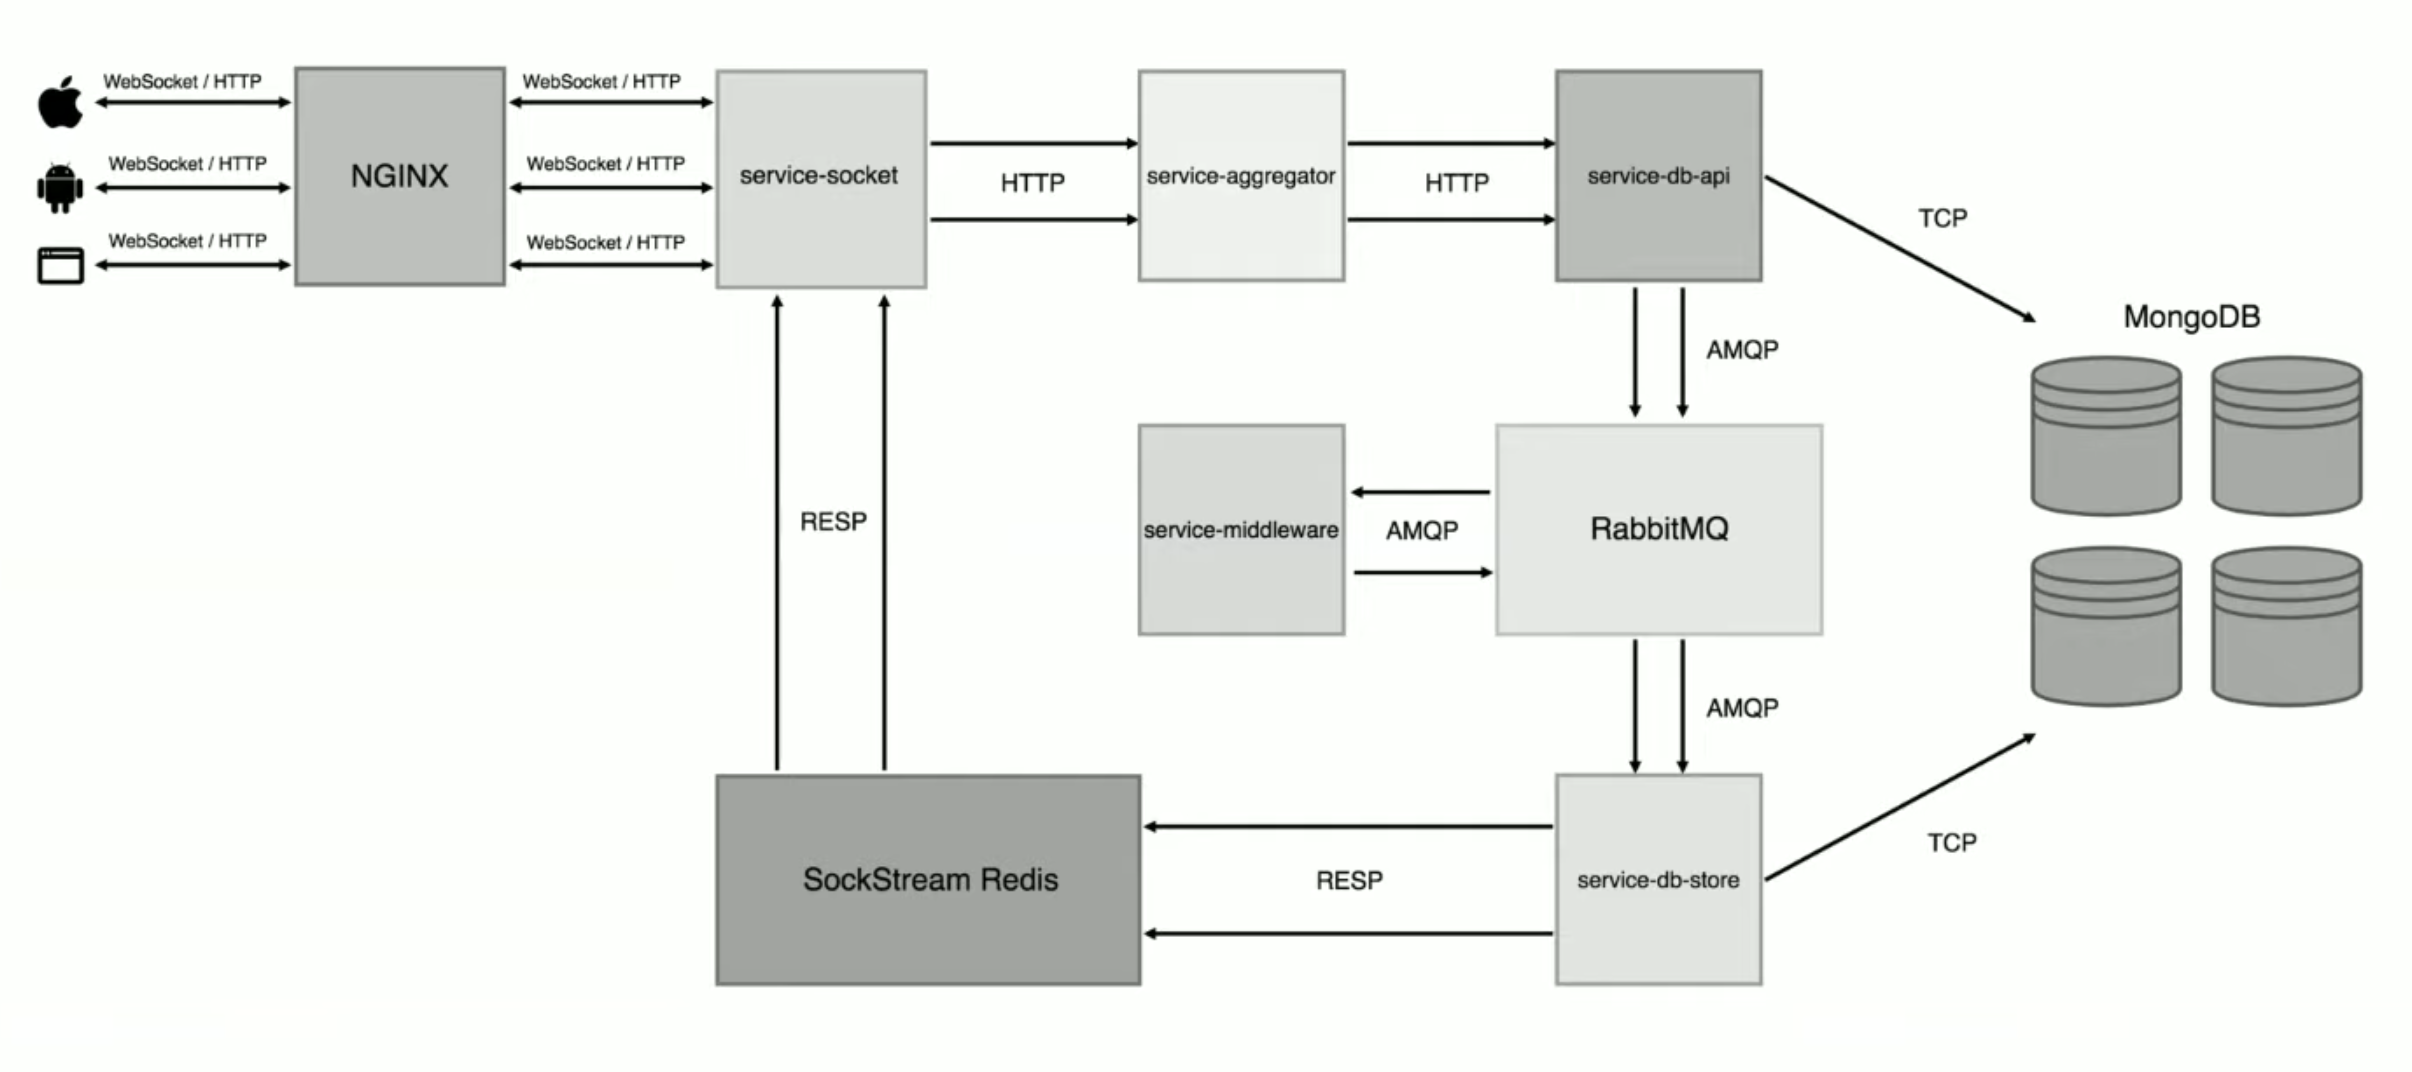 WebSocket / HTTP
WebSocket / HTTP
WebSocket / HTTP
NGINX
WebSocket / HTTP
WebSocket / HTTP
WebSocket / HTTP
service-socket
HTTP
service-aggregator
HTTP
service-db-api
TCP
MongoDB
AMQP
RESP
service-middleware
AMQP
RabbitMQ
AMQP
TCP
SockStream Redis
RESP
service-db-store